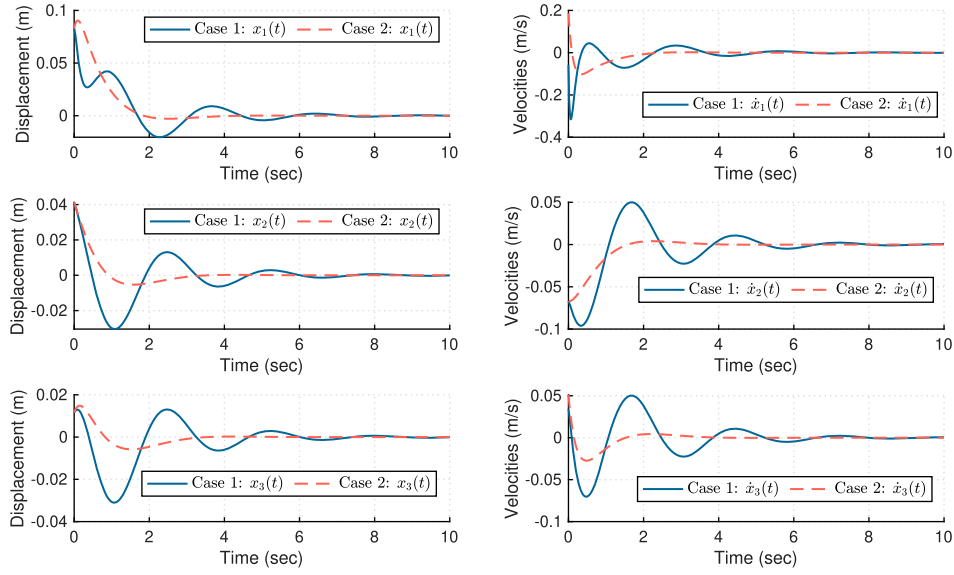 Displacement (m)
0.1
0.05
0
Case 1: x₁(t) Case 2: x₁(t)
0 2 4 6 8 10
Time (sec)
Velocities (m/s)
0.2
0
-0.2
-0.4
Case 1: ẋ₁(t) Case 2: ẋ₁(t)
0 2 4 6 8 10
Time (sec)
Displacement (m)
0.04
0.02
0
-0.02
Case 1: x₂(t) Case 2: x₂(t)
0 2 4 6 8 10
Time (sec)
Velocities (m/s)
0.05
0
-0.05
-0.1
Case 1: ẋ₂(t) Case 2: ẋ₂(t)
0 2 4 6 8 10
Time (sec)
Displacement (m)
0.02
0
-0.02
-0.04
Case 1: x₃(t) Case 2: x₃(t)
0 2 4 6 8 10
Time (sec)
Velocities (m/s)
0.05
0
-0.05
-0.1
Case 1: ẋ₃(t) Case 2: ẋ₃(t)
0 2 4 6 8 10
Time (sec)